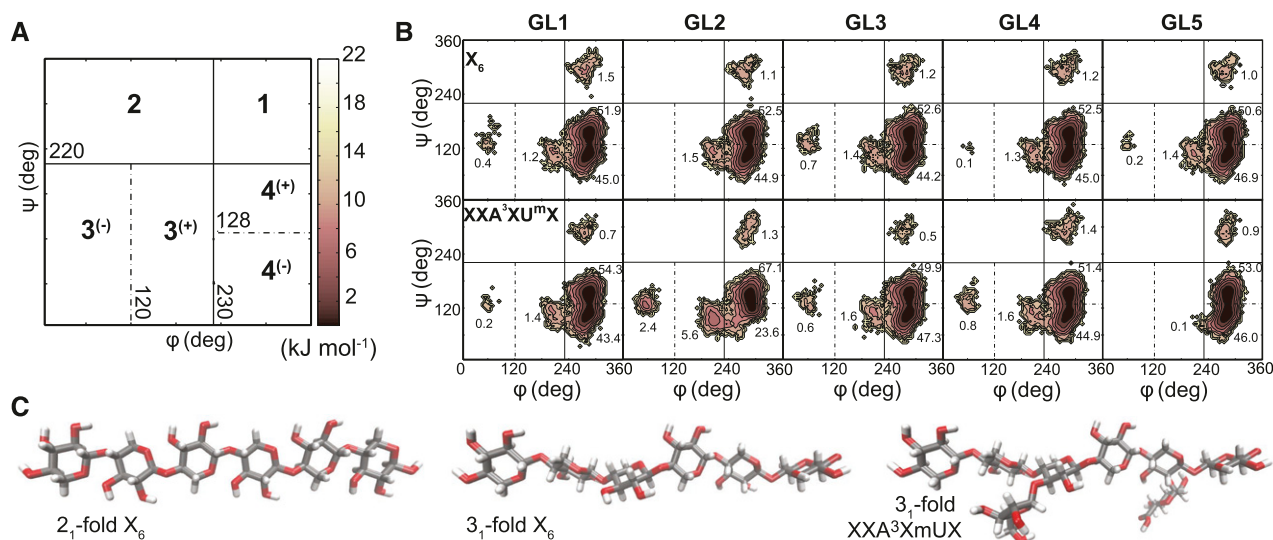 A
2
1
220
4(+)
3(-)
3(+)
128
4(-)
120
230
ψ (deg)
φ (deg)
22
20
18
16
14
12
10
8
6
4
2
(kJ mol-1)
B
GL1 GL2 GL3 GL4 GL5
X6
360
240
120
360
240
120
ψ (deg)
ψ (deg)
1.5 1.1 1.2 1.2 1.0
51.9 52.5 52.6 52.5 50.6
0.4 1.2 1.5 0.7 1.4 0.1 1.3 0.2 1.4
45.0 44.9 44.2 45.0 46.9
XXA3XUmX
0.7 1.3 0.5 1.4 0.9
54.3 67.1 49.9 51.4 53.0
0.2 1.4 2.4 5.6 0.6 1.6 0.8 1.6 0.1
43.4 23.6 47.3 44.9 46.0
0 120 240 360 120 240 360 120 240 360 120 240 360 120 240 360
φ (deg) φ (deg) φ (deg) φ (deg) φ (deg)
C
21-fold X6
31-fold X6
31-fold
XXA3XmUX